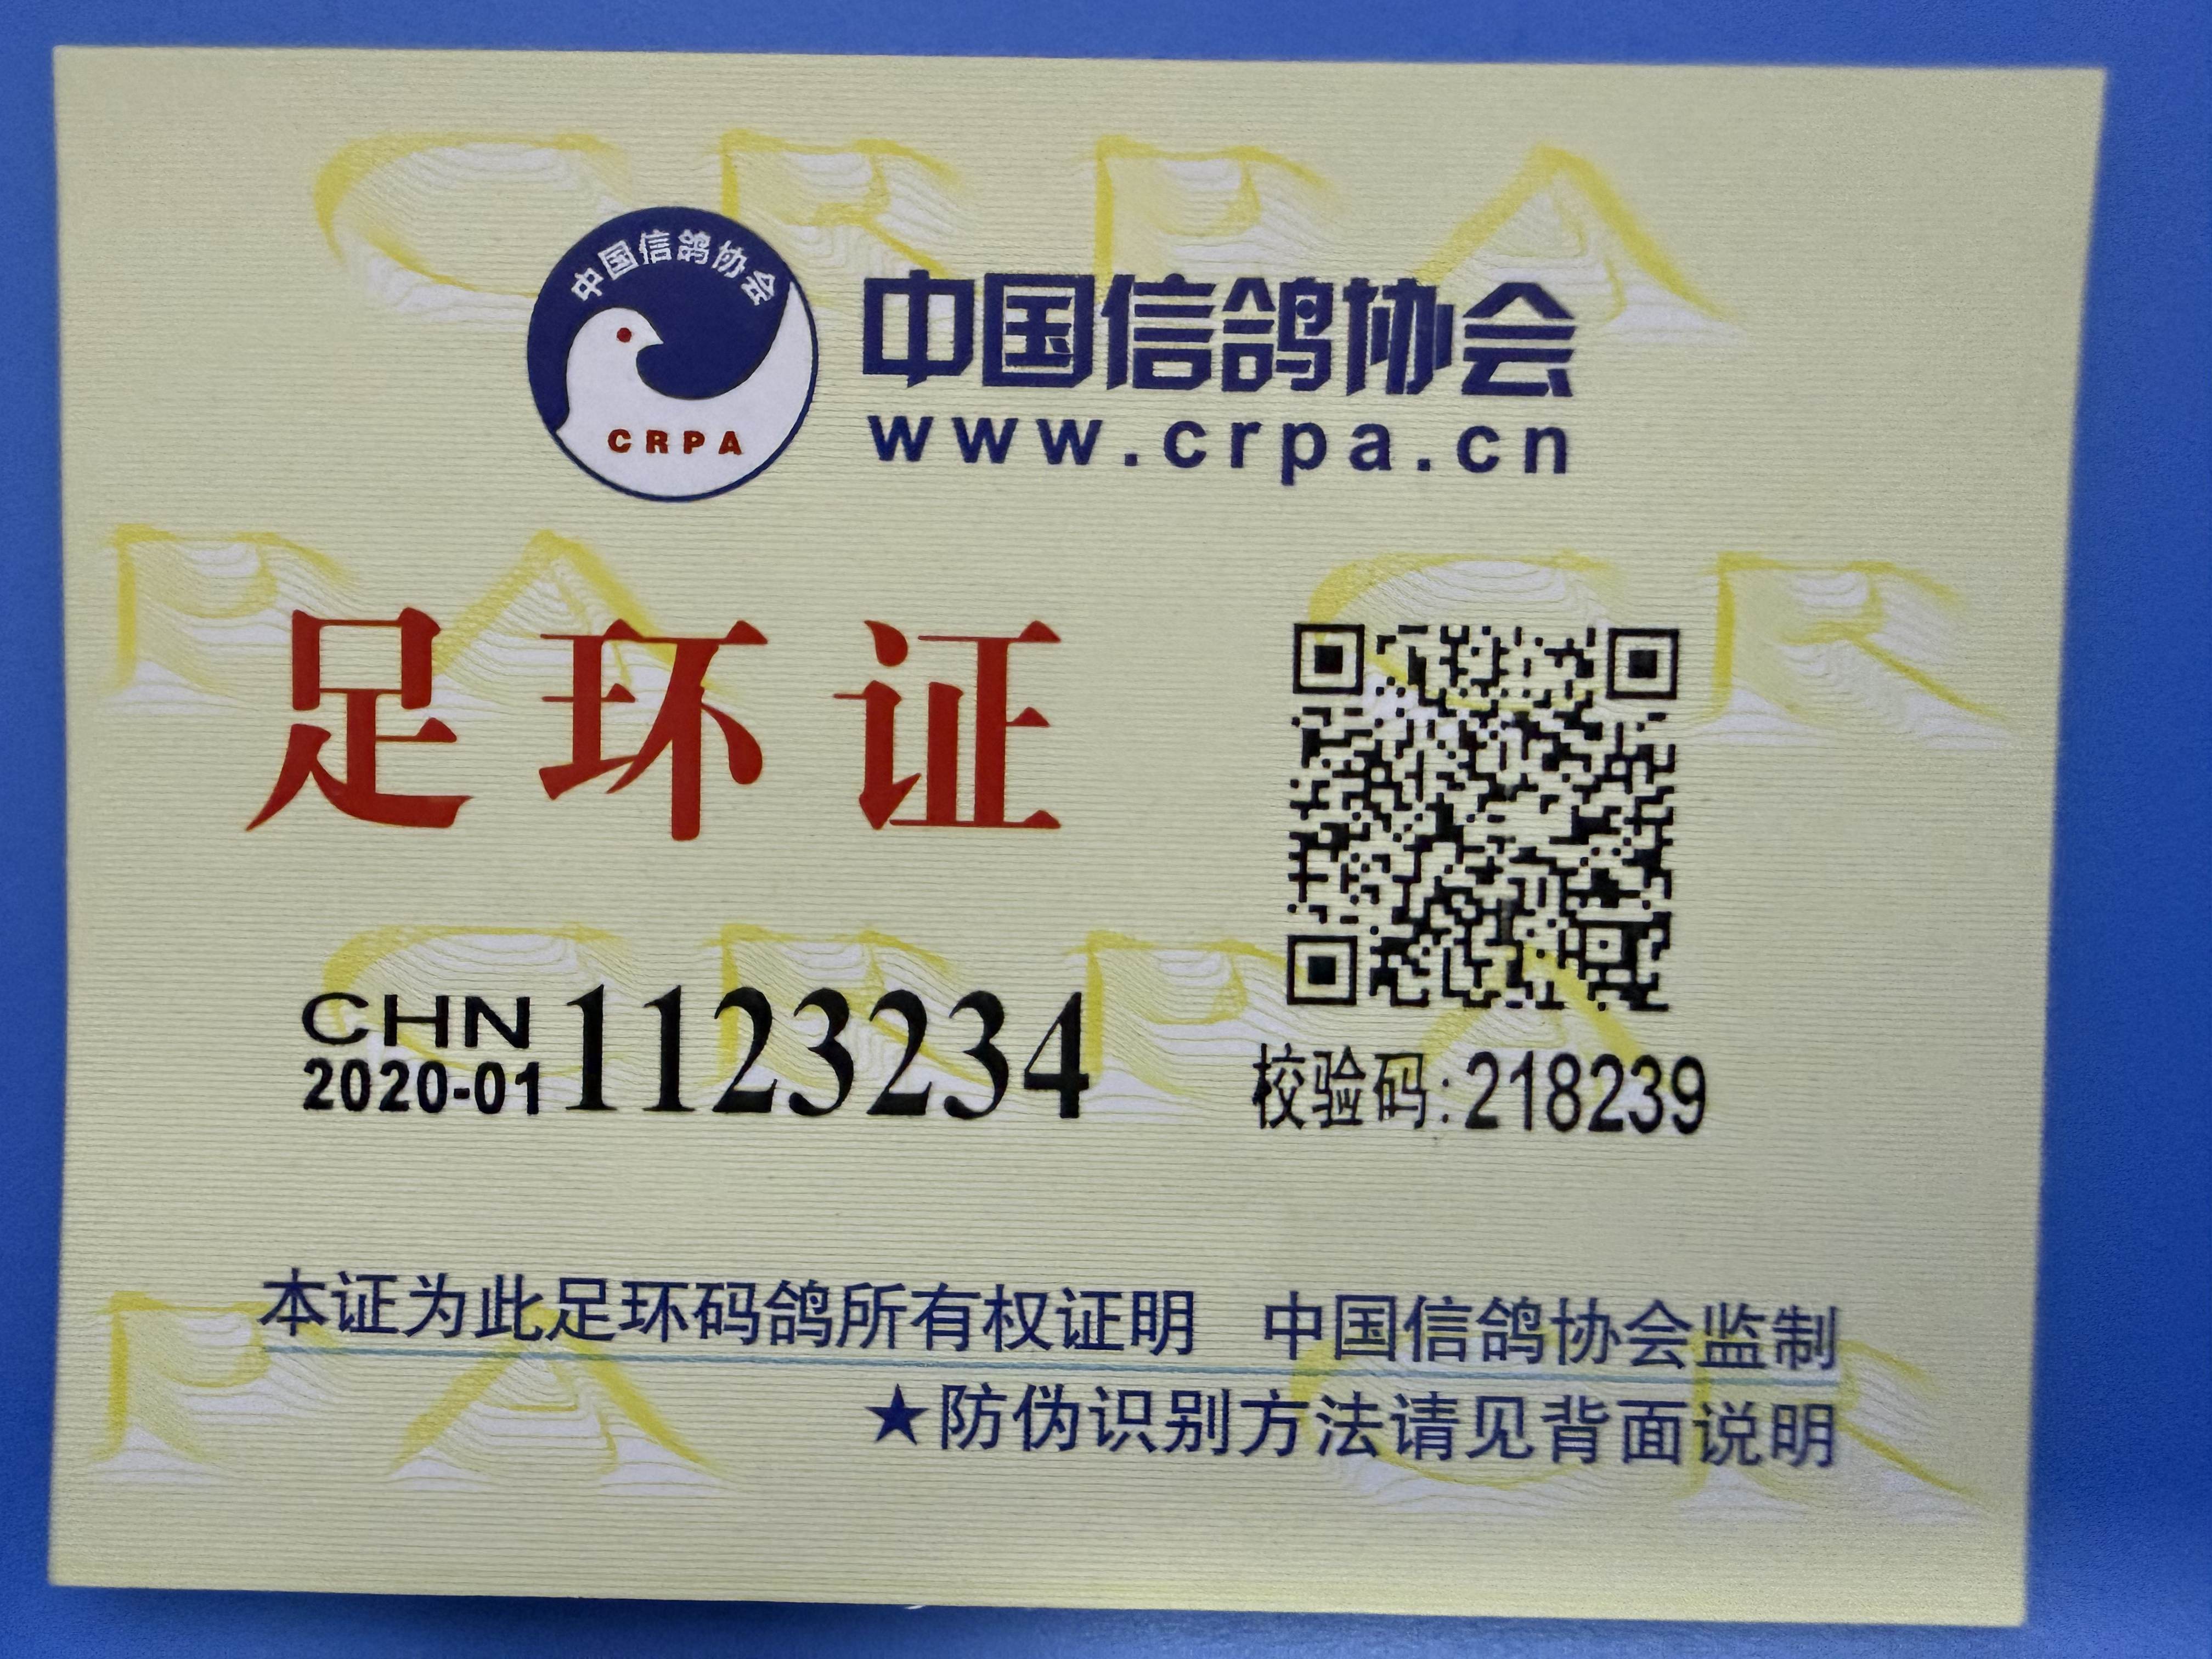 中国信鸽协会
CRPA
中国信鸽协会
www.crpa.cn
足环证
CHN
2020-01 1123234
校验码:218239
本证为此足环码鸽所有权证明 中国信鸽协会监制
★防伪识别方法请见背面说明